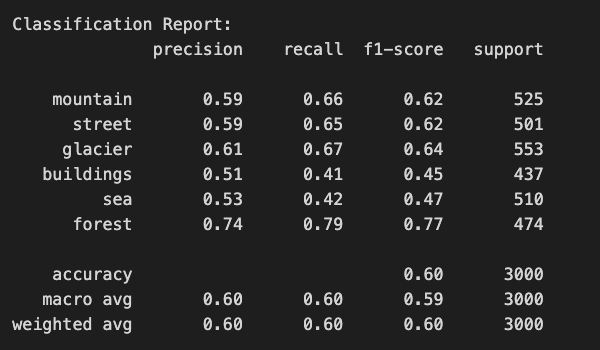 Classification Report:
precision recall f1-score support
mountain 0.59 0.66 0.62 525
street 0.59 0.65 0.62 501
glacier 0.61 0.67 0.64 553
buildings 0.51 0.41 0.45 437
sea 0.53 0.42 0.47 510
forest 0.74 0.79 0.77 474
accuracy 0.60 3000
macro avg 0.60 0.60 0.59 3000
weighted avg 0.60 0.60 0.60 3000